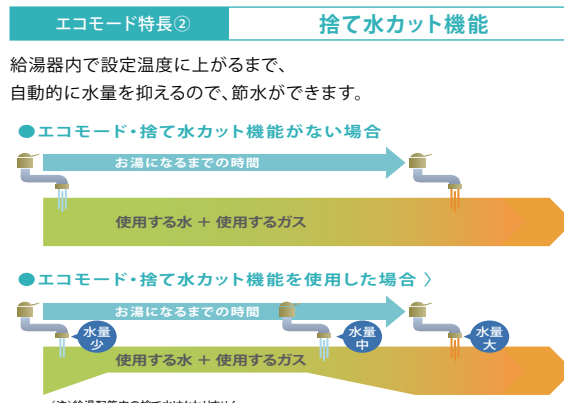 エコモード特長② 捨て水カット機能
給湯器内で設定温度に上がるまで、
自動的に水量を抑えるので、節水ができます。
●エコモード・捨て水カット機能がない場合
お湯になるまでの時間
使用する水 + 使用するガス
●エコモード・捨て水カット機能を使用した場合 〉
お湯になるまでの時間
水量
少
水量
中
水量
大
使用する水 + 使用するガス